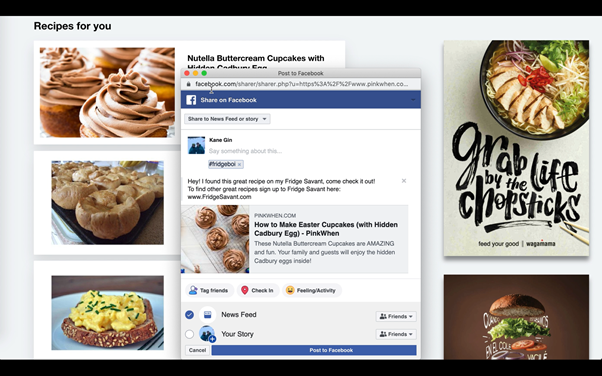 Recipes for you
Nutella Buttercream Cupcakes with
Hidden Cadbury Egg
Post to Facebook
facebook.com/sharer/sharer.php?u=https%3A%2F%2Fwww.pinkwhen.co...
Share on Facebook
Share to News Feed or story
Kane Gin
Say something about this...
#fridgeboi ×
Hey! I found this great recipe on my Fridge Savant, come check it out!
To find other great recipes sign up to Fridge Savant here:
www.FridgeSavant.com
PINKWHEN.COM
How to Make Easter Cupcakes (with Hidden
Cadbury Egg) - PinkWhen
These Nutella Buttercream Cupcakes are AMAZING
and fun. Your family and guests will enjoy the hidden
Cadbury eggs inside!
Tag friends
Check In
Feeling/Activity
News Feed
Friends
Your Story
Friends
Cancel
Post to Facebook
grab life
by the
chopsticks
feed your good | wagamama